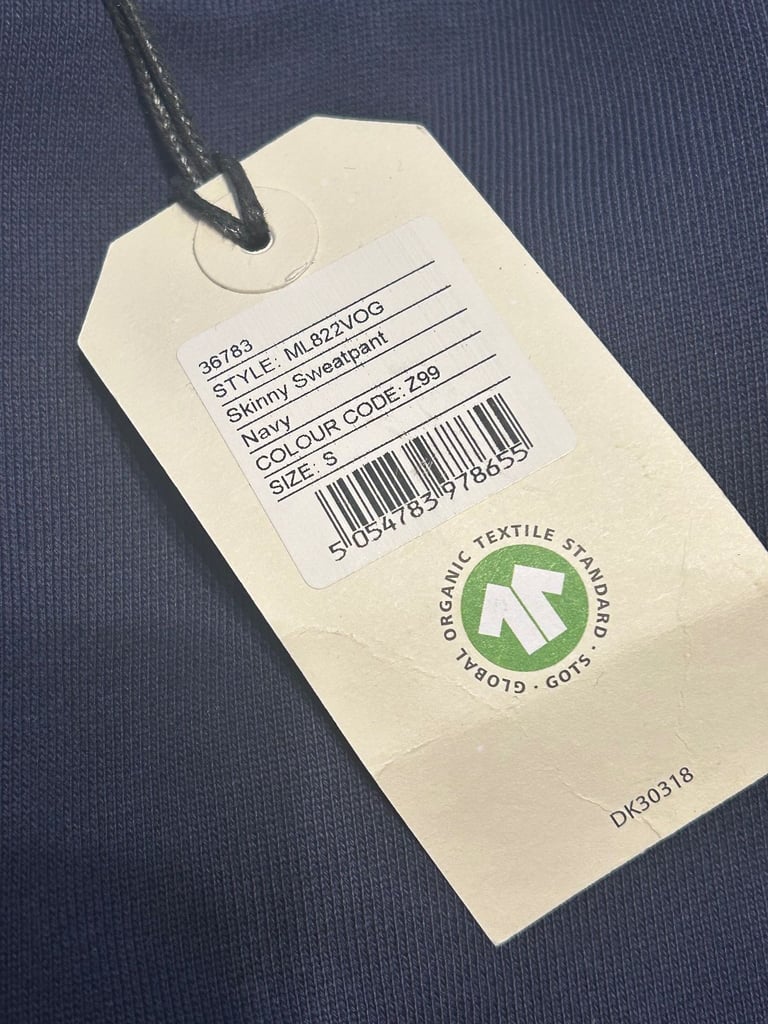 36783
STYLE: ML822VOG
Skinny Sweatpant
Navy
COLOUR CODE: Z99
SIZE: S
5 054783 978655
GLOBAL ORGANIC TEXTILE STANDARD · GOTS ·
DK30318